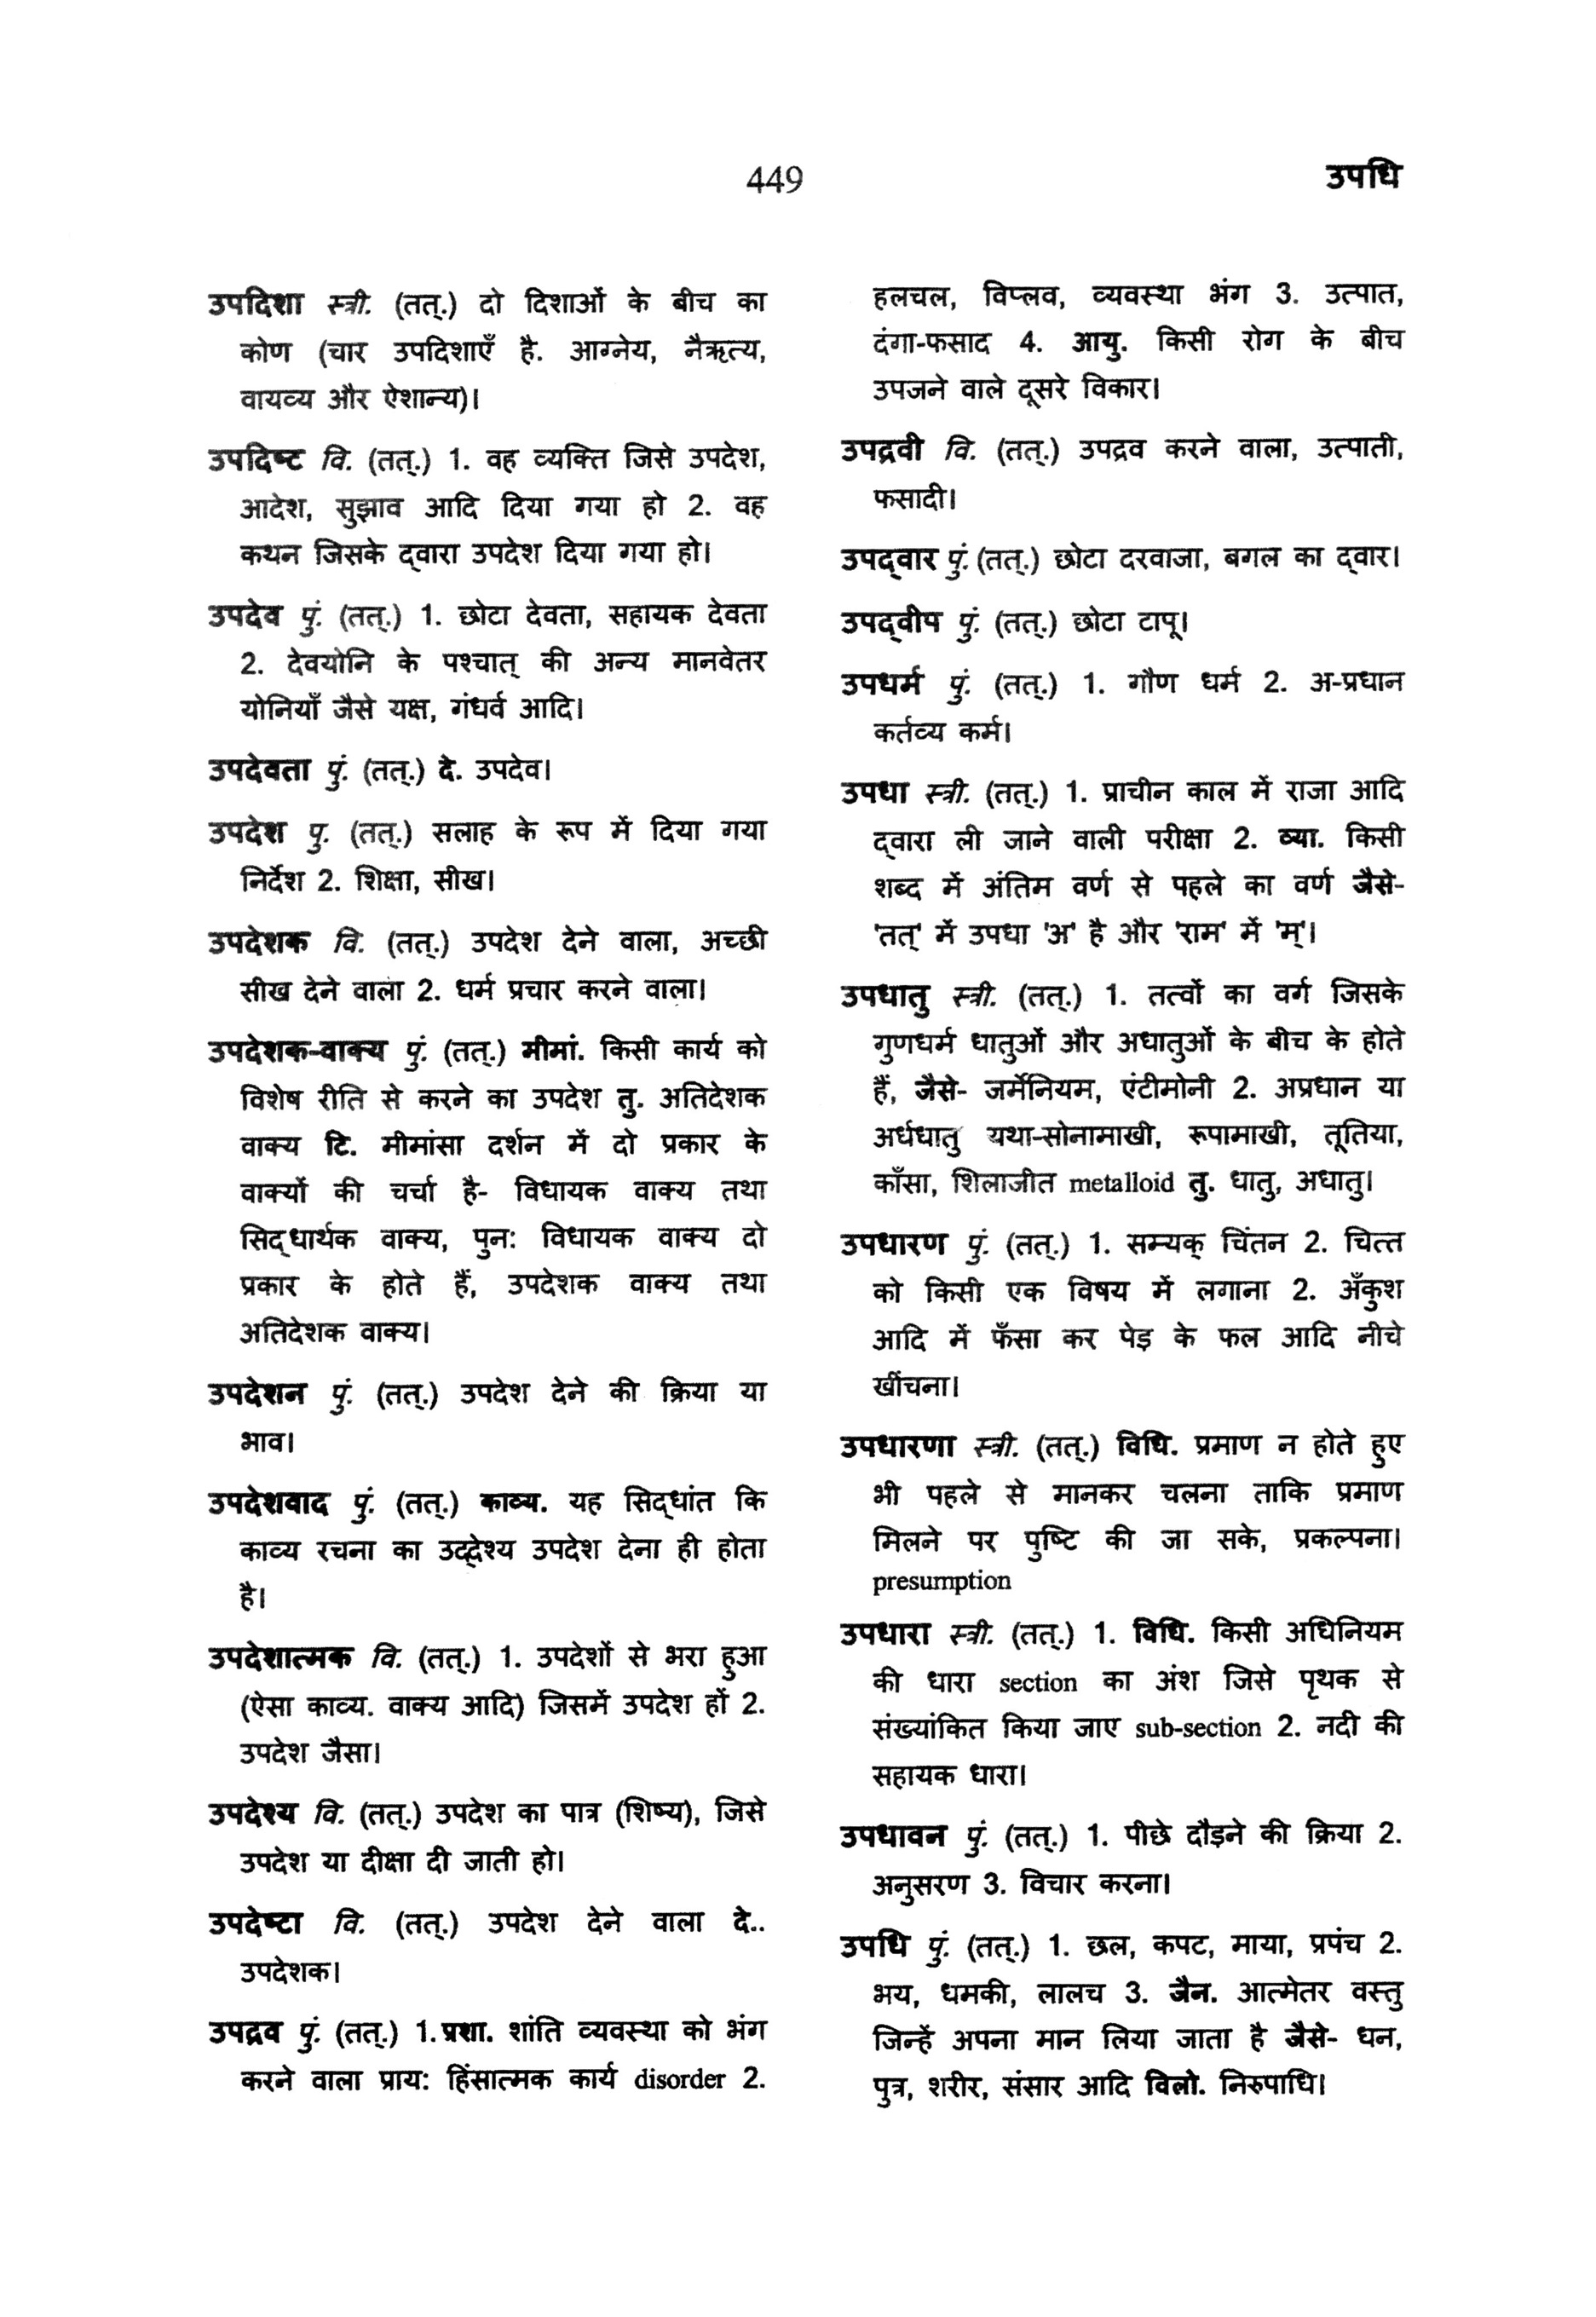 449
उपधि
उपदिशा स्त्री. (तत्.) दो दिशाओं के बीच का
कोण (चार उपदिशाएँ है. आग्नेय, नैऋत्य,
वायव्य और ऐशान्य)।
उपदिष्ट वि. (तत्.) 1. वह व्यक्ति जिसे उपदेश,
आदेश, सुझाव आदि दिया गया हो 2. वह
कथन जिसके द्‌वारा उपदेश दिया गया हो।
उपदेव पुं. (तत्.) 1. छोटा देवता, सहायक देवता
2. देवयोनि के पश्चात् की अन्य मानवेतर
योनियाँ जैसे यक्ष, गंधर्व आदि।
उपदेवता पुं. (तत्.) दे. उपदेव।
उपदेश पु. (तत्.) सलाह के रूप में दिया गया
निर्देश 2. शिक्षा, सीख।
उपदेशक वि. (तत्.) उपदेश देने वाला, अच्छी
सीख देने वाला 2. धर्म प्रचार करने वाला।
उपदेशक-वाक्य पुं. (तत्.) मीमां. किसी कार्य को
विशेष रीति से करने का उपदेश तु. अतिदेशक
वाक्य टि. मीमांसा दर्शन में दो प्रकार के
वाक्यों की चर्चा है- विधायक वाक्य तथा
सिद्‌धार्थक वाक्य, पुन: विधायक वाक्य दो
प्रकार के होते हैं, उपदेशक वाक्य तथा
अतिदेशक वाक्य।
उपदेशन पुं. (तत्.) उपदेश देने की क्रिया या
भाव।
उपदेशवाद पुं. (तत्.) काव्य. यह सिद्‌धांत कि
काव्य रचना का उद्‌देश्य उपदेश देना ही होता
है।
उपदेशात्मक वि. (तत्.) 1. उपदेशों से भरा हुआ
(ऐसा काव्य. वाक्य आदि) जिसमें उपदेश हों 2.
उपदेश जैसा।
उपदेश्य वि. (तत्.) उपदेश का पात्र (शिष्य), जिसे
उपदेश या दीक्षा दी जाती हो।
उपदेष्टा वि. (तत्.) उपदेश देने वाला दे..
उपदेशक।
उपद्रव पुं. (तत्.) 1.प्रशा. शांति व्यवस्था को भंग
करने वाला प्राय: हिंसात्मक कार्य disorder 2.
हलचल, विप्लव, व्यवस्था भंग 3. उत्पात,
दंगा-फसाद 4. आयु. किसी रोग के बीच
उपजने वाले दूसरे विकार।
उपद्रवी वि. (तत्.) उपद्रव करने वाला, उत्पाती,
फसादी।
उपद्‌वार पुं. (तत्.) छोटा दरवाजा, बगल का द्‌वार।
उपद्‌वीप पुं. (तत्.) छोटा टापू।
उपधर्म पुं. (तत्.) 1. गौण धर्म 2. अ-प्रधान
कर्तव्य कर्म।
उपधा स्त्री. (तत्.) 1. प्राचीन काल में राजा आदि
द्‌वारा ली जाने वाली परीक्षा 2. व्या. किसी
शब्द में अंतिम वर्ण से पहले का वर्ण जैसे-
'तत्' में उपधा 'अ' है और 'राम' में 'म्'।
उपधातु स्त्री. (तत्.) 1. तत्वों का वर्ग जिसके
गुणधर्म धातुओं और अधातुओं के बीच के होते
हैं, जैसे- जर्मेनियम, एंटीमोनी 2. अप्रधान या
अर्धधातु यथा-सोनामाखी, रूपामाखी, तूतिया,
काँसा, शिलाजीत metalloid तु. धातु, अधातु।
उपधारण पुं. (तत्.) 1. सम्यक् चिंतन 2. चित्त
को किसी एक विषय में लगाना 2. अँकुश
आदि में फँसा कर पेड़ के फल आदि नीचे
खींचना।
उपधारणा स्त्री. (तत्.) विधि. प्रमाण न होते हुए
भी पहले से मानकर चलना ताकि प्रमाण
मिलने पर पुष्टि की जा सके, प्रकल्पना।
presumption
उपधारा स्त्री. (तत्.) 1. विधि. किसी अधिनियम
की धारा section का अंश जिसे पृथक से
संख्यांकित किया जाए sub-section 2. नदी की
सहायक धारा।
उपधावन पुं. (तत्.) 1. पीछे दौड़ने की क्रिया 2.
अनुसरण 3. विचार करना।
उपधि पुं. (तत्.) 1. छल, कपट, माया, प्रपंच 2.
भय, धमकी, लालच 3. जैन. आत्मेतर वस्तु
जिन्हें अपना मान लिया जाता है जैसे- धन,
पुत्र, शरीर, संसार आदि विलो. निरुपाधि।